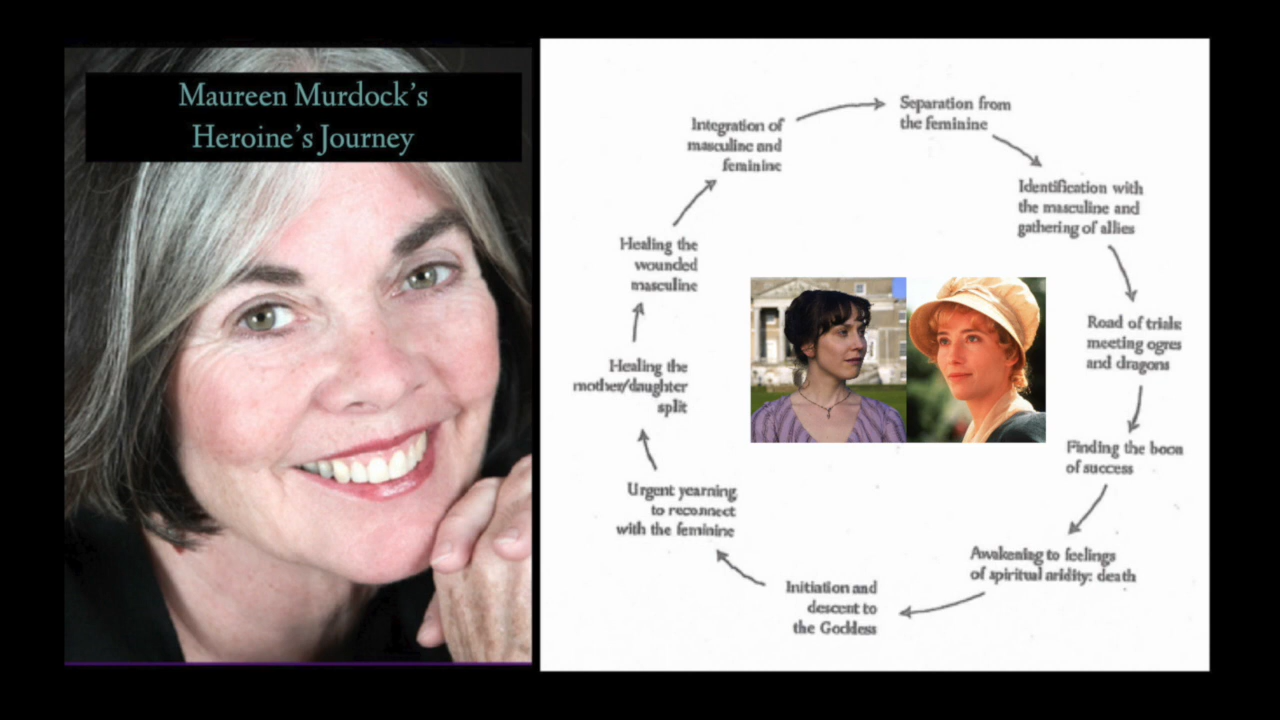 Maureen Murdock's
Heroine's Journey
Separation from
the feminine
Identification with
the masculine and
gathering of allies
Road of trials
meeting ogres
and dragons
Finding the boon
of success
Awakening to feelings
of spiritual aridity: death
Initiation and
descent to
the Goddess
Urgent yearning
to reconnect
with the feminine
Healing the
mother/daughter
split
Healing the
wounded
masculine
Integration of
masculine and
feminine